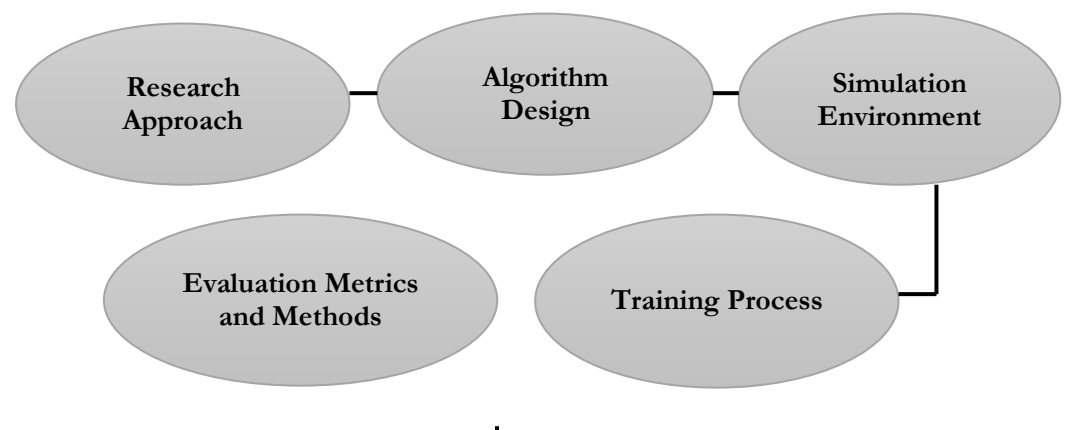 Research
Approach
Algorithm
Design
Simulation
Environment
Evaluation Metrics
and Methods
Training Process